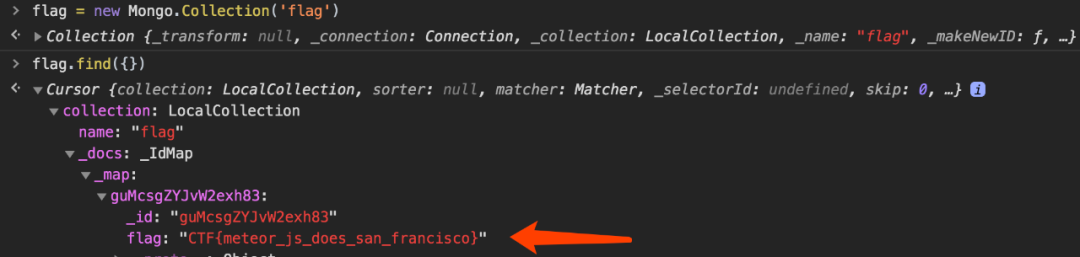 > flag = new Mongo.Collection('flag')
Collection {_transform: null, _connection: Connection, _collection: LocalCollection, _name: "flag", _makeNewID: ƒ, …}
> flag.find({})
Cursor {collection: LocalCollection, sorter: null, matcher: Matcher, _selectorId: undefined, skip: 0, …} i
collection: LocalCollection
name: "flag"
_docs: _IdMap
_map:
guMcsgZYJvW2exh83:
_id: "guMcsgZYJvW2exh83"
flag: "CTF{meteor_js_does_san_francisco}"